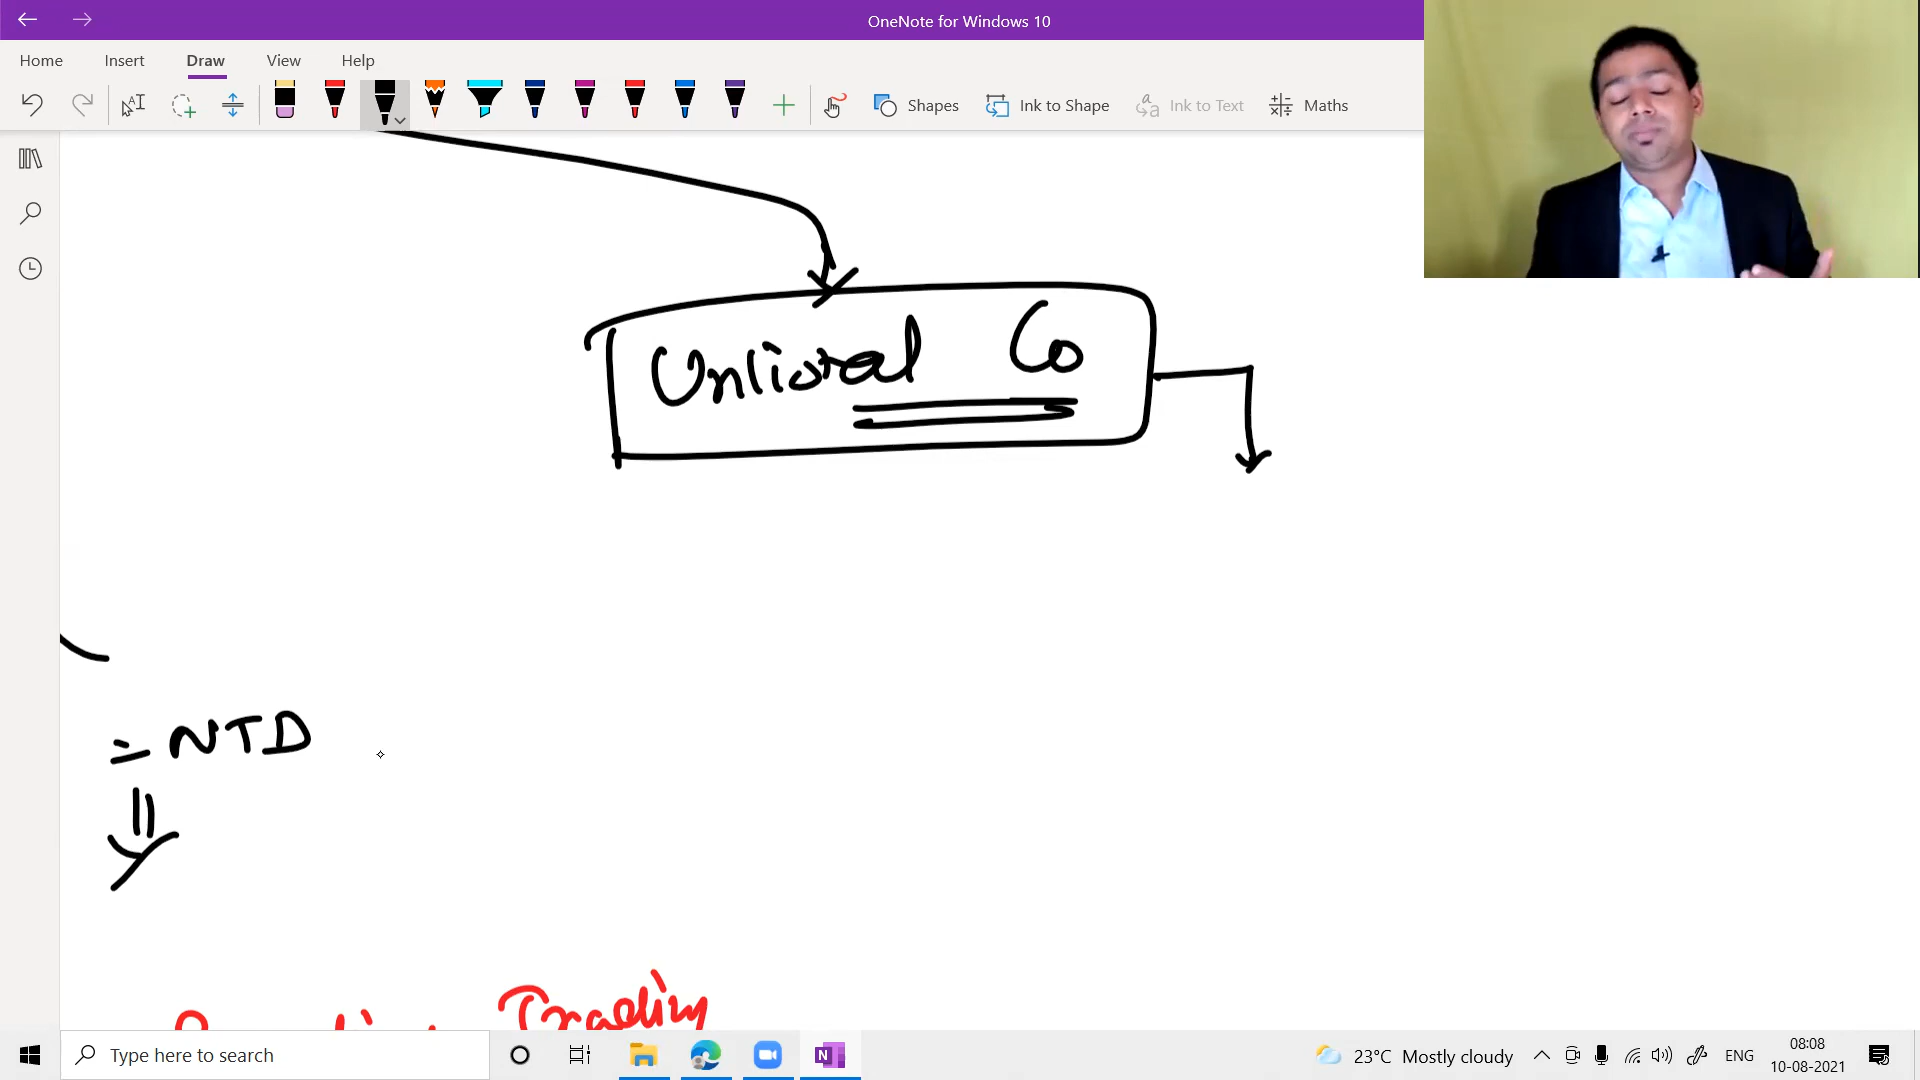 OneNote for Windows 10
Home Insert Draw View Help
Shapes Ink to Shape Ink to Text Maths
Co
= NTD
Trading
Type here to search
23°C Mostly cloudy ENG 08:08
10-08-2021